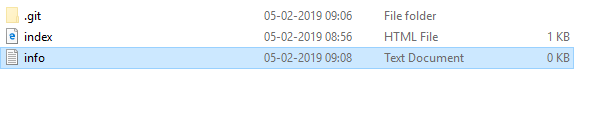 .git 05-02-2019 09:06 File folder
index 05-02-2019 08:56 HTML File 1 KB
info 05-02-2019 09:08 Text Document 0 KB